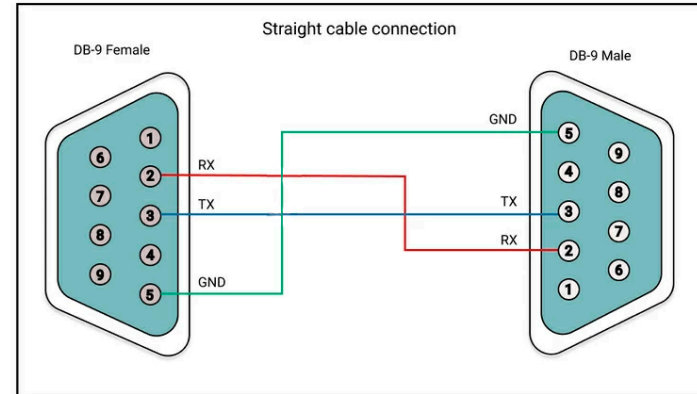 Straight cable connection
DB-9 Female
DB-9 Male
1
6
2
7
3
8
4
9
5
RX
TX
GND
GND
TX
RX
5
9
4
8
3
7
2
6
1